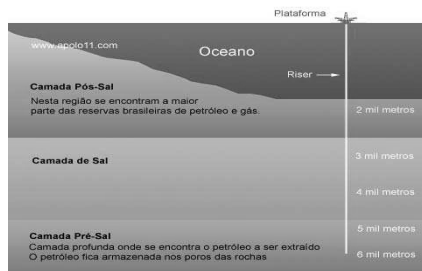 Plataforma
www.apolo11.com
Oceano
Riser
Camada Pós-Sal
Nesta região se encontram a maior
parte das reservas brasileiras de petróleo e gás.
2 mil metros
Camada de Sal
3 mil metros
4 mil metros
5 mil metros
Camada Pré-Sal
Camada profunda onde se encontra o petróleo a ser extraído
O petróleo fica armazenada nos poros das rochas
6 mil metros